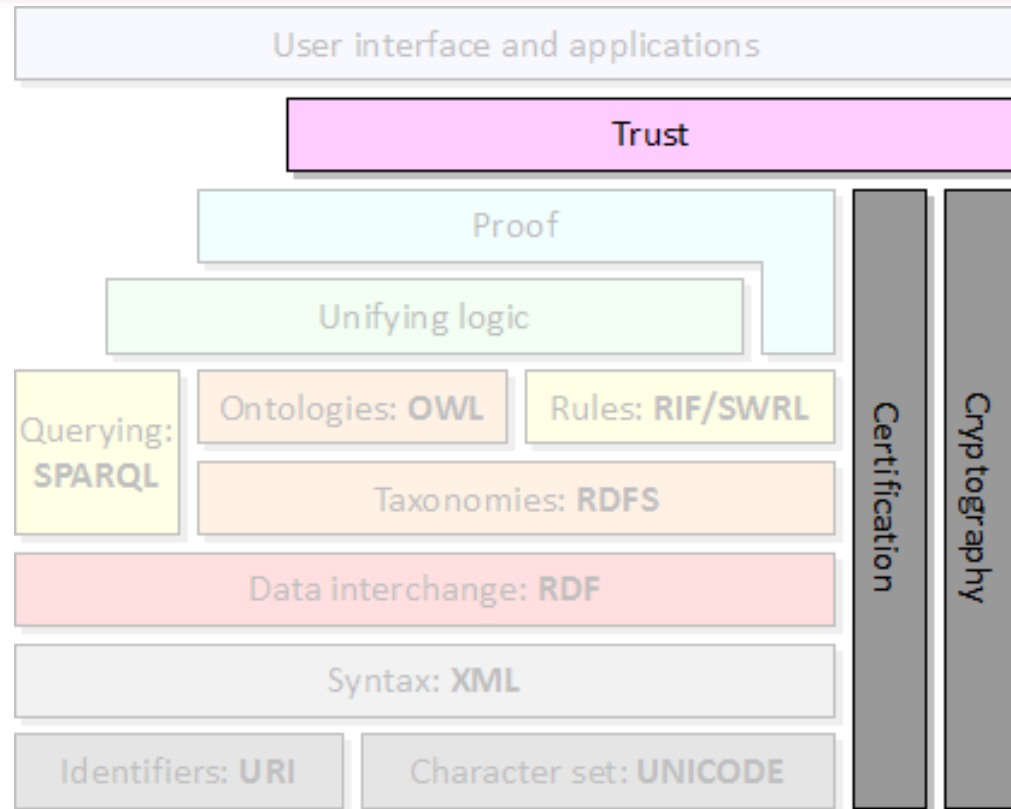 User interface and applications
Trust
Proof
Unifying logic
Querying:
SPARQL
Ontologies: OWL
Rules: RIF/SWRL
Taxonomies: RDFS
Data interchange: RDF
Syntax: XML
Identifiers: URI
Character set: UNICODE
Certification
Cryptography